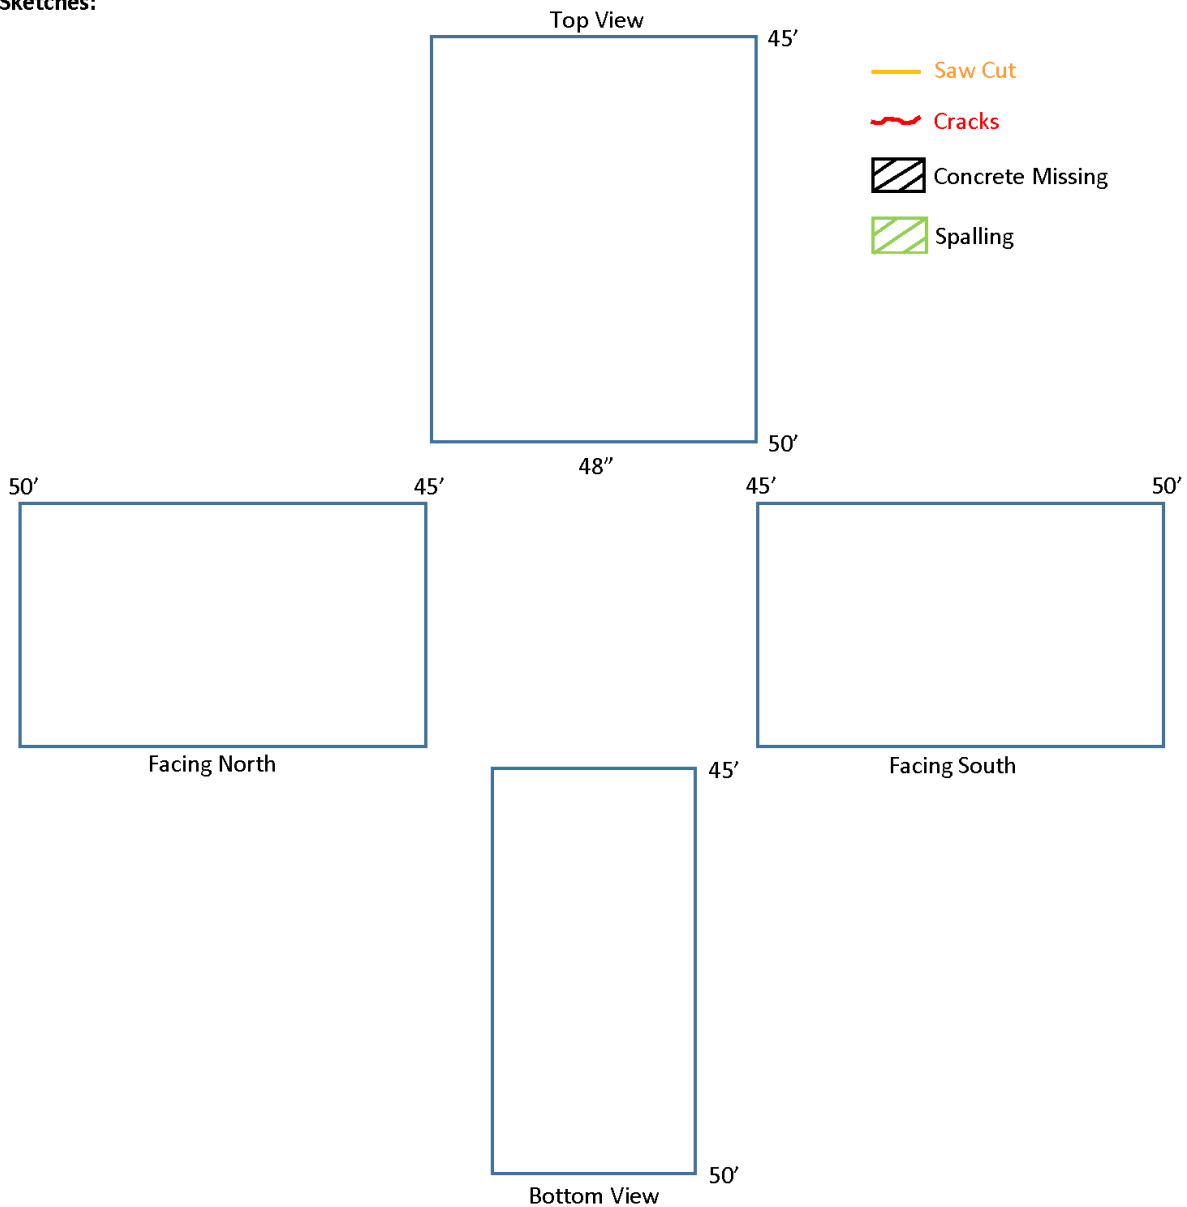 Sketches:
Top View
45’
Saw Cut
Cracks
Concrete Missing
Spalling
50’
48”
50’
45’
45’
50’
Facing North
Facing South
45’
50’
Bottom View